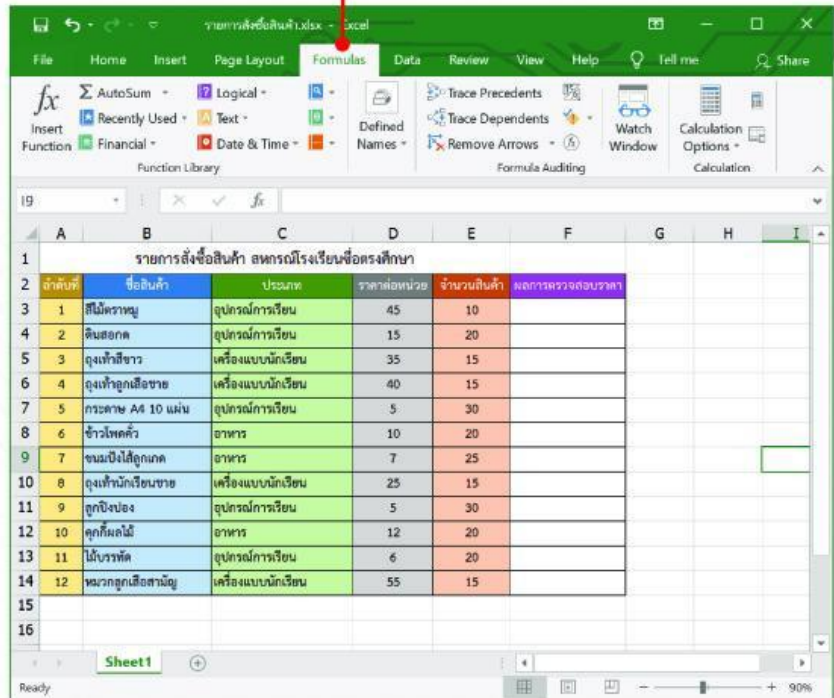 รายการสั่งซื้อสินค้า.xlsx - Excel
File Home Insert Page Layout Formulas Data Review View Help Tell me Share
fx Insert Function
AutoSum
Recently Used
Financial
Logical
Text
Date & Time
Function Library
Defined Names
Trace Precedents
Trace Dependents
Remove Arrows
Formula Auditing
Watch Window
Calculation Options
Calculation
I9 fx
A B C D E F G H I
1 รายการสั่งซื้อสินค้า สหกรณ์โรงเรียนซื่อตรงศึกษา
2 ลำดับที่ ชื่อสินค้า ประเภท ราคาต่อหน่วย จำนวนสินค้า ผลการตรวจสอบราคา
3 1 สีไม้ตราหมู อุปกรณ์การเรียน 45 10
4 2 ดินสอกด อุปกรณ์การเรียน 15 20
5 3 ถุงเท้าสีขาว เครื่องแบบนักเรียน 35 15
6 4 ถุงเท้าลูกเสือชาย เครื่องแบบนักเรียน 40 15
7 5 กระดาษ A4 10 แผ่น อุปกรณ์การเรียน 5 30
8 6 ข้าวโพดคั่ว อาหาร 10 20
9 7 ขนมปังไส้ลูกเกด อาหาร 7 25
10 8 ถุงเท้านักเรียนชาย เครื่องแบบนักเรียน 25 15
11 9 ลูกปิงปอง อุปกรณ์การเรียน 5 30
12 10 คุกกี้ผลไม้ อาหาร 12 20
13 11 ไม้บรรทัด อุปกรณ์การเรียน 6 20
14 12 หมวกลูกเสือสามัญ เครื่องแบบนักเรียน 55 15
15
16
Sheet1
Ready 90%